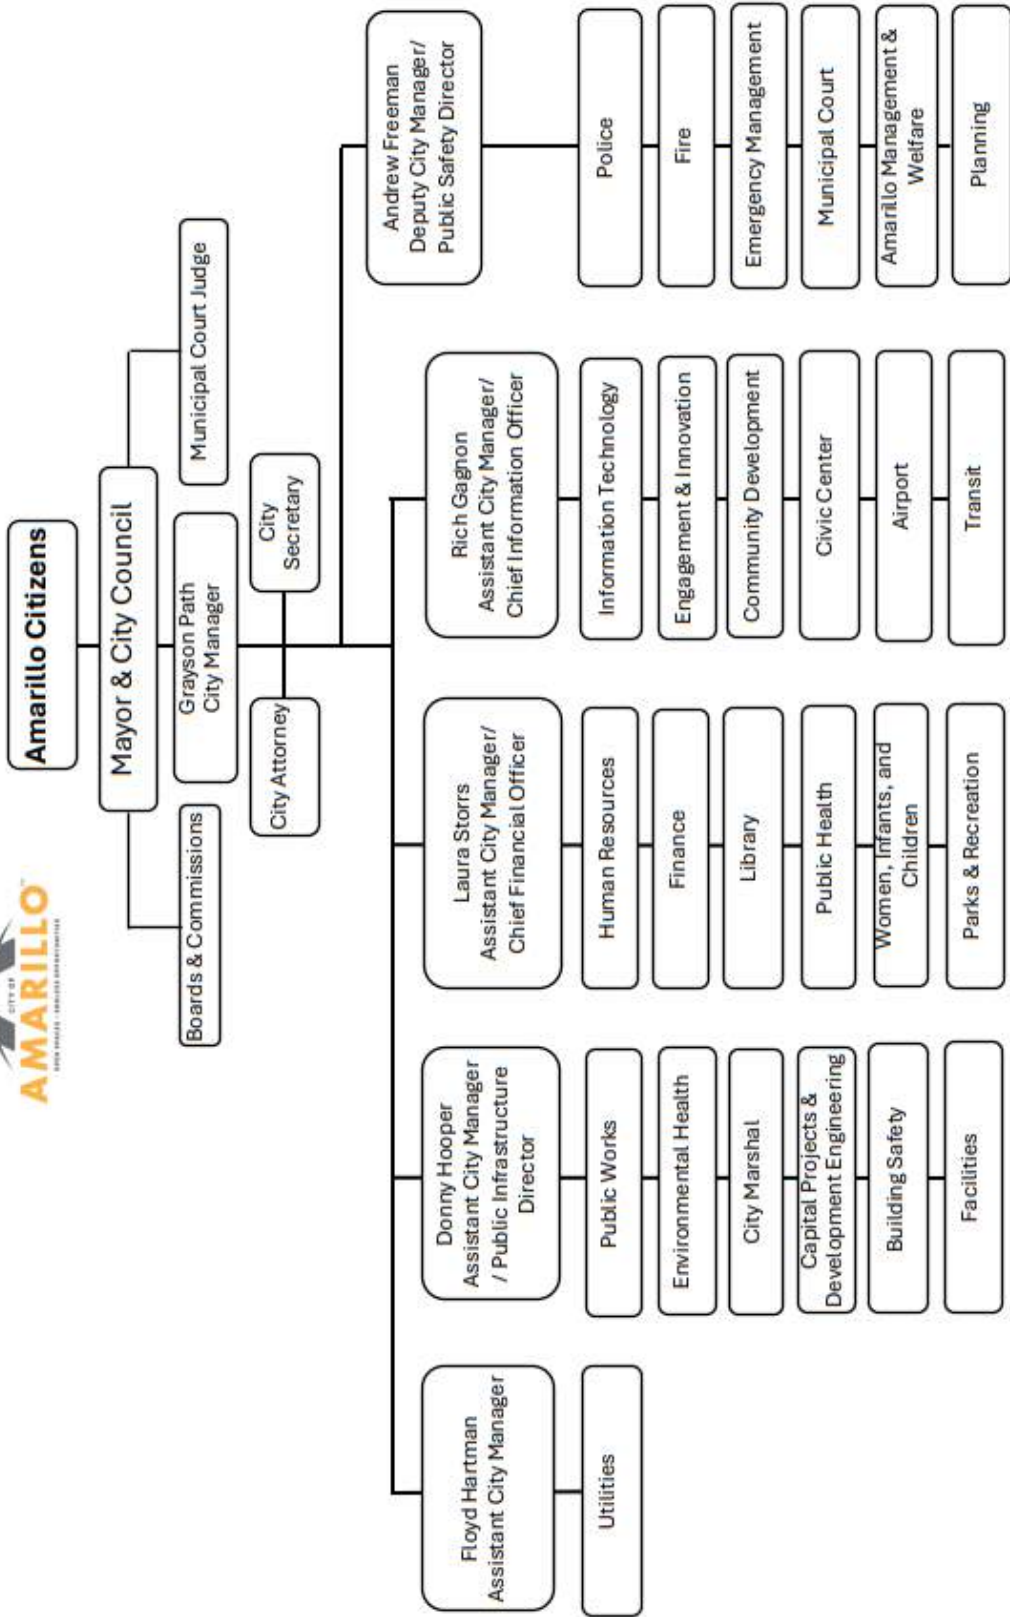 CITY OF
AMARILLO
Amarillo Citizens
Mayor & City Council
Boards & Commissions
Grayson Path
City Manager
Municipal Court Judge
City Attorney
City
Secretary
Floyd Hartman
Assistant City Manager
Utilities
Donny Hooper
Assistant City Manager
/ Public Infrastructure
Director
Public Works
Environmental Health
City Marshal
Capital Projects &
Development Engineering
Building Safety
Facilities
Laura Storrs
Assistant City Manager/
Chief Financial Officer
Human Resources
Finance
Library
Public Health
Women, Infants, and
Children
Parks & Recreation
Rich Gagnon
Assistant City Manager/
Chief Information Officer
Information Technology
Engagement & Innovation
Community Development
Civic Center
Airport
Transit
Andrew Freeman
Deputy City Manager/
Public Safety Director
Police
Fire
Emergency Management
Municipal Court
Amarillo Management &
Welfare
Planning